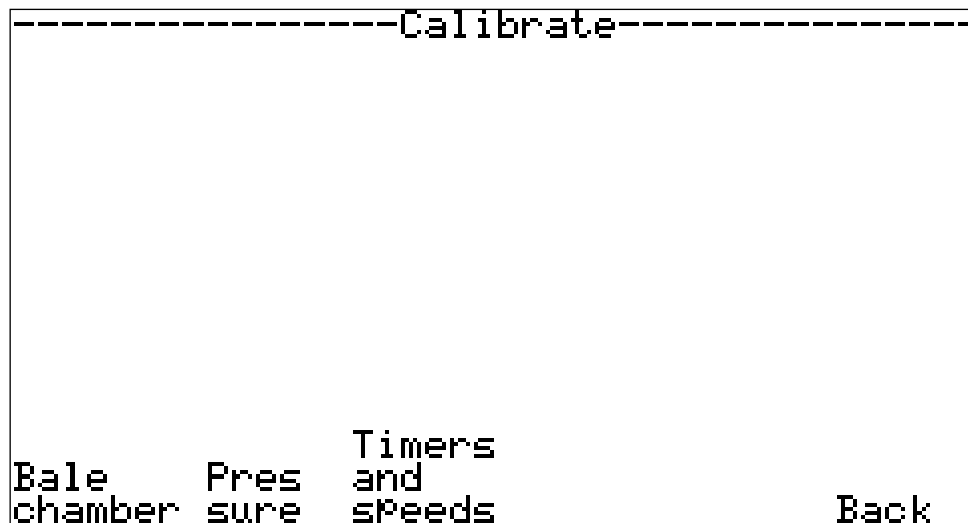 ----------------Calibrate---------------
Timers
Bale Pres and
chamber sure speeds Back